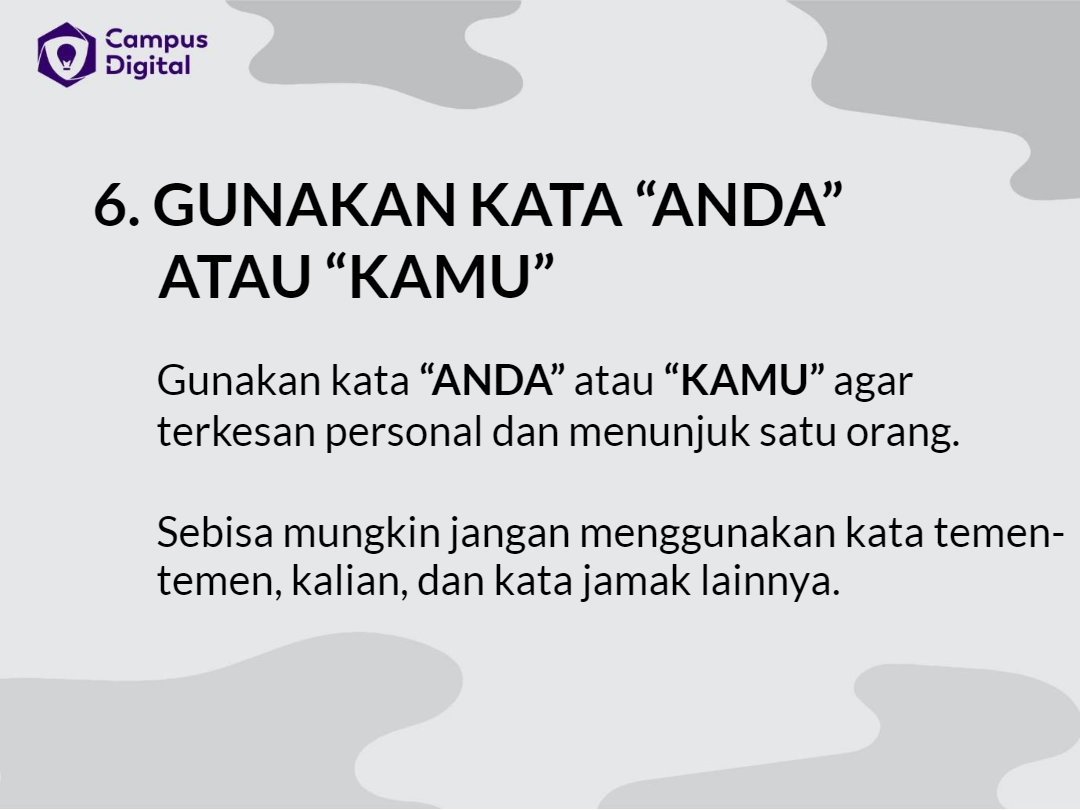 Campus
Digital
6. GUNAKAN KATA “ANDA”
ATAU “KAMU”
Gunakan kata “ANDA” atau “KAMU” agar
terkesan personal dan menunjuk satu orang.
Sebisa mungkin jangan menggunakan kata temen-
temen, kalian, dan kata jamak lainnya.